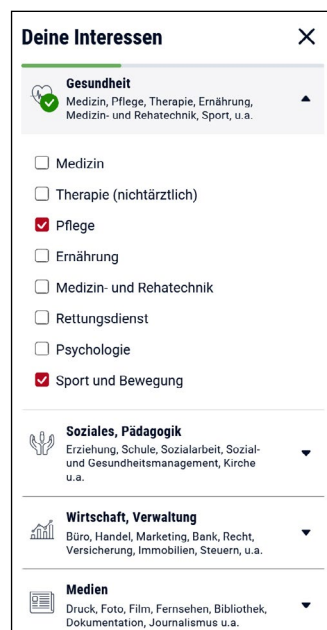 Deine Interessen
Gesundheit
Medizin, Pflege, Therapie, Ernährung,
Medizin- und Rehatechnik, Sport, u.a.
Medizin
Therapie (nichtärztlich)
Pflege
Ernährung
Medizin- und Rehatechnik
Rettungsdienst
Psychologie
Sport und Bewegung
Soziales, Pädagogik
Erziehung, Schule, Sozialarbeit, Sozial-
und Gesundheitsmanagement, Kirche
u.a.
Wirtschaft, Verwaltung
Büro, Handel, Marketing, Bank, Recht,
Versicherung, Immobilien, Steuern, u.a.
Medien
Druck, Foto, Film, Fernsehen, Bibliothek,
Dokumentation, Journalismus u.a.